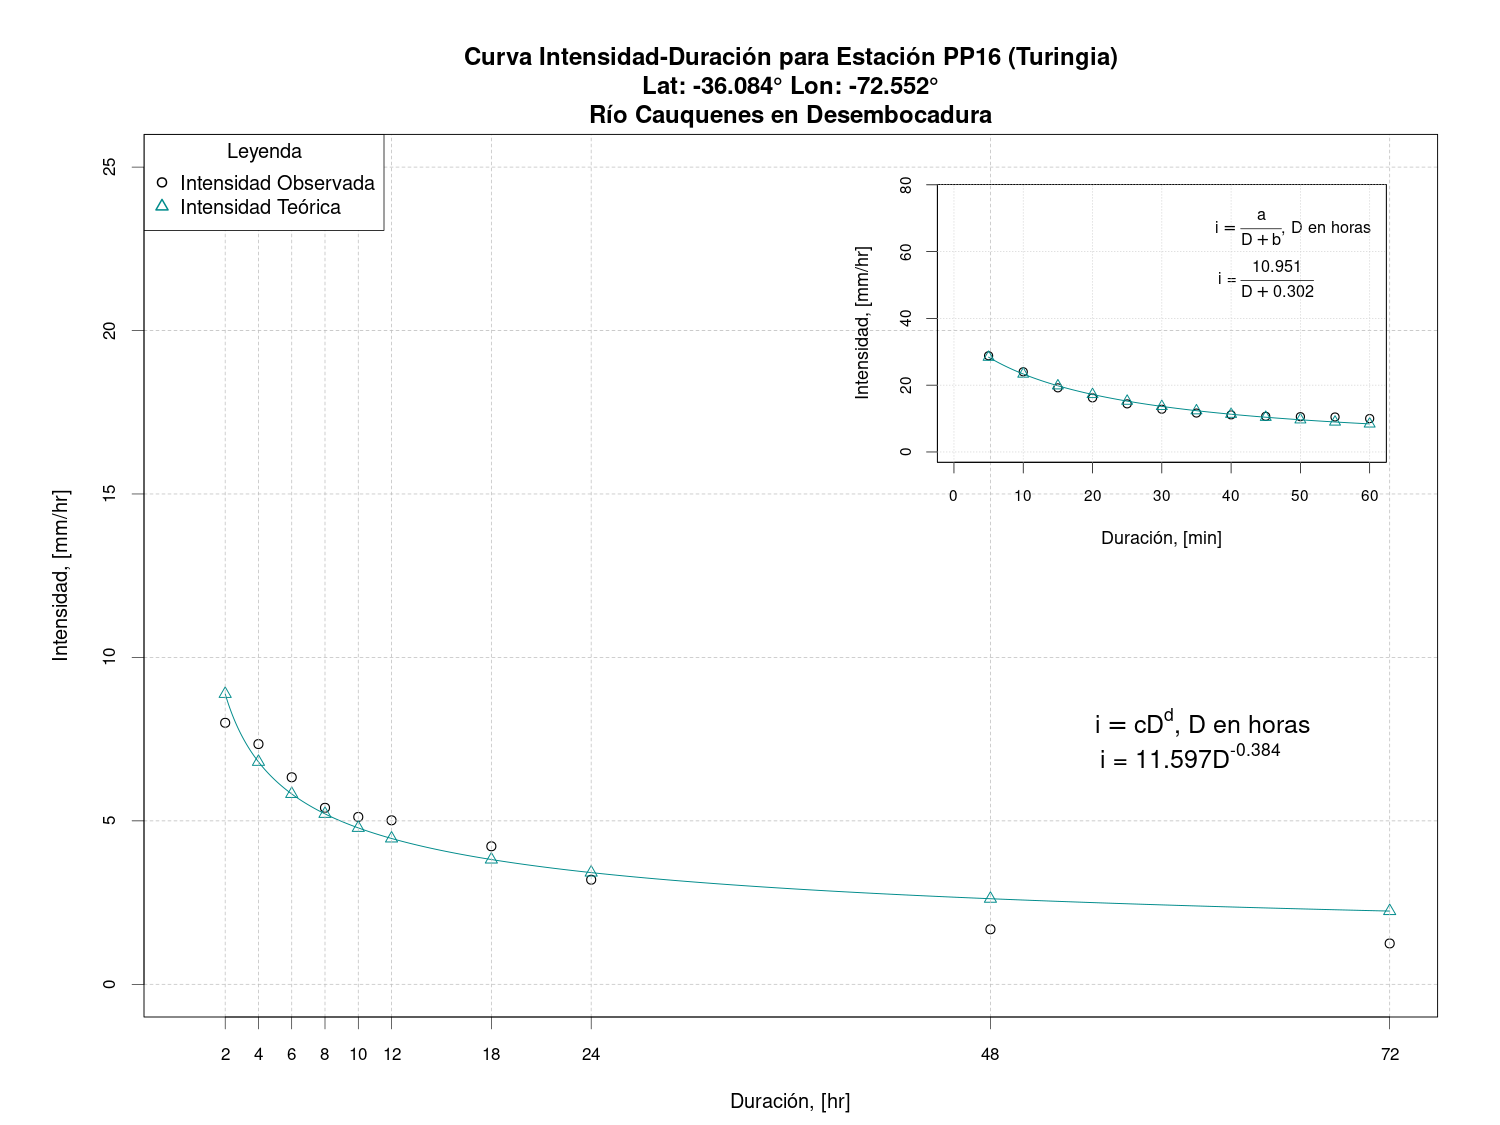 Curva Intensidad-Duración para Estación PP16 (Turingia)
Lat: -36.084° Lon: -72.552°
Río Cauquenes en Desembocadura
Leyenda
Intensidad Observada
Intensidad Teórica
Intensidad, [mm/hr]
0
5
10
15
20
25
2 4 6 8 10 12 18 24 48 72
Duración, [hr]
Intensidad, [mm/hr]
0
20
40
60
80
0 10 20 30 40 50 60
Duración, [min]
i = a / D + b, D en horas
i = 10.951 / D + 0.302
i = cD^d, D en horas
i = 11.597D^-0.384